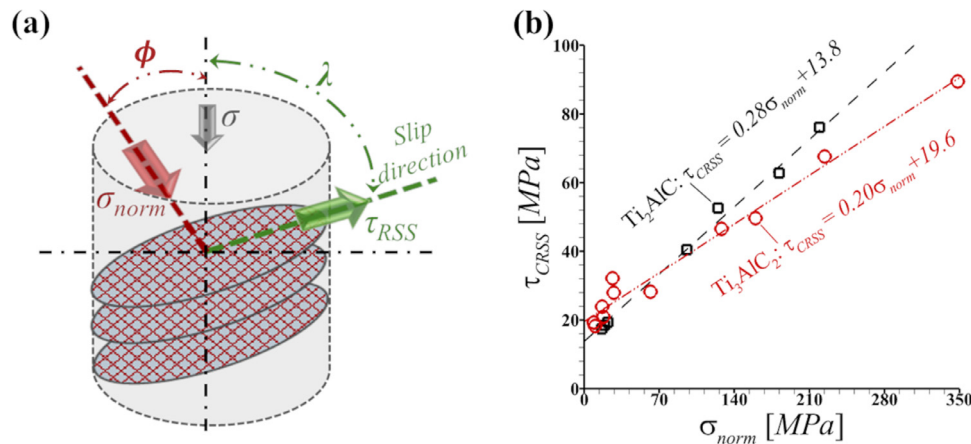 (a)
ϕ
λ
σ
Slip
direction
σnorm
τRSS
(b)
τCRSS [MPa]
100
80
60
40
20
0
0 70 140 210 280 350
σnorm [MPa]
Ti2AlC: τCRSS = 0.28σnorm+13.8
Ti3AlC2: τCRSS = 0.20σnorm+19.6